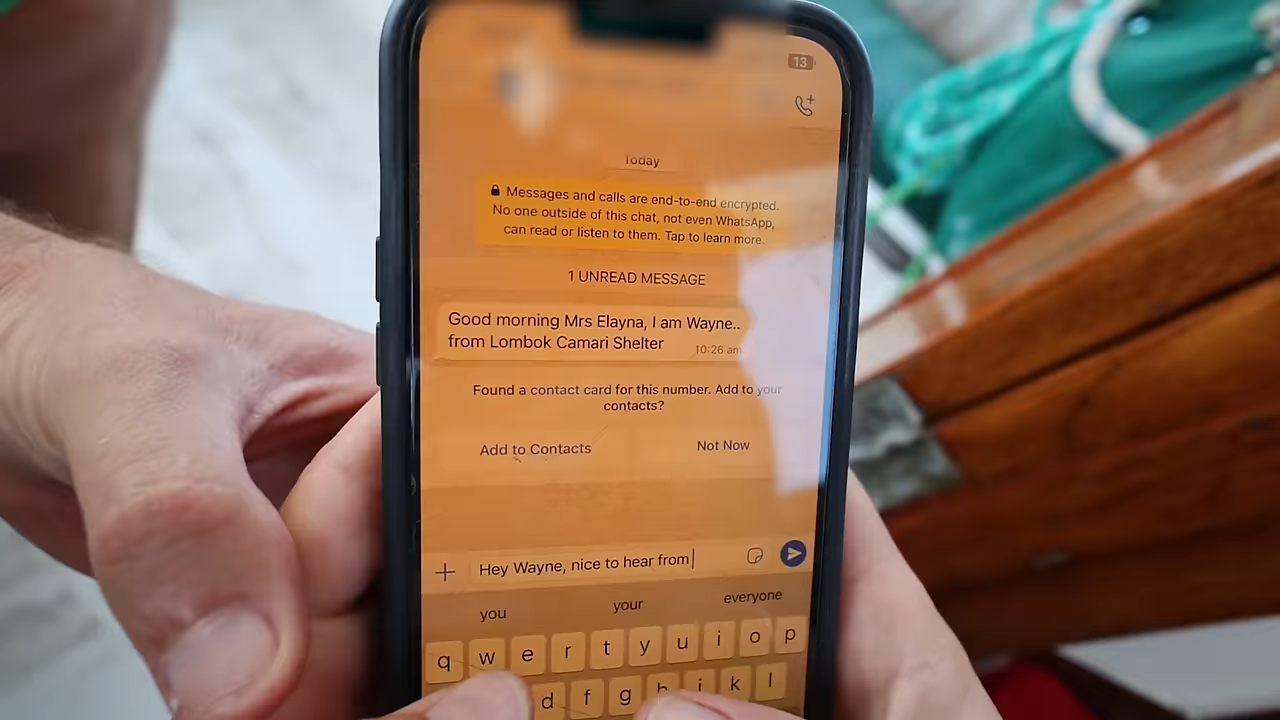 13
Today
Messages and calls are end-to-end encrypted.
No one outside of this chat, not even WhatsApp,
can read or listen to them. Tap to learn more.
1 UNREAD MESSAGE
Good morning Mrs Elayna, I am Wayne..
from Lombok Camari Shelter
10:26 am
Found a contact card for this number. Add to your
contacts?
Add to Contacts Not Now
Hey Wayne, nice to hear from
you your everyone
q w e r t y u i o p
d f g h j k l